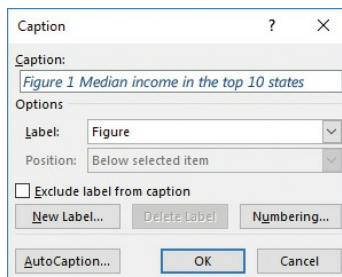 Caption ? ×
Caption:
Figure 1 Median income in the top 10 states
Options
Label: Figure
Position: Below selected item
Exclude label from caption
New Label... Delete Label Numbering...
AutoCaption... OK Cancel